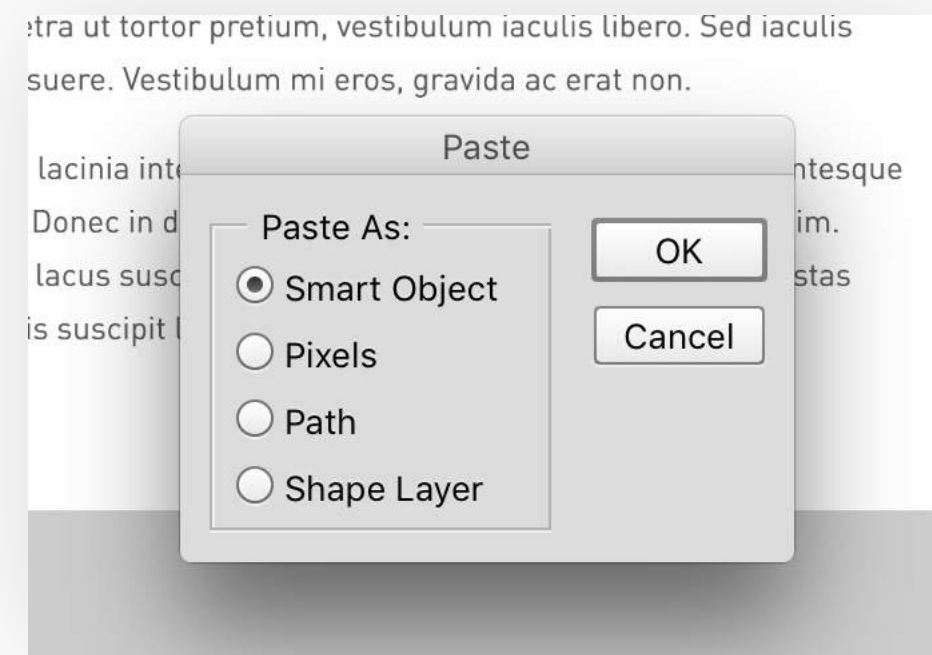 etra ut tortor pretium, vestibulum iaculis libero. Sed iaculis
suere. Vestibulum mi eros, gravida ac erat non.
Paste
lacinia inte ntesque
Donec in d im.
lacus susc stas
is suscipit l
Paste As:
Smart Object
Pixels
Path
Shape Layer
OK
Cancel